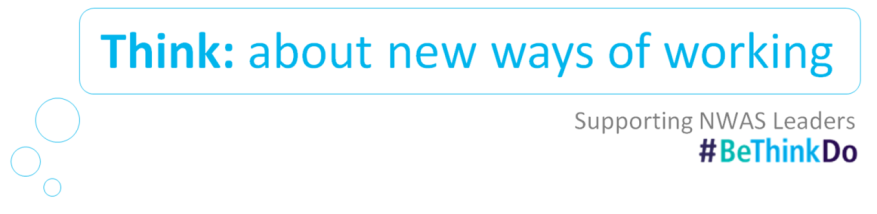 Think: about new ways of working
Supporting NWAS Leaders
#BeThinkDo